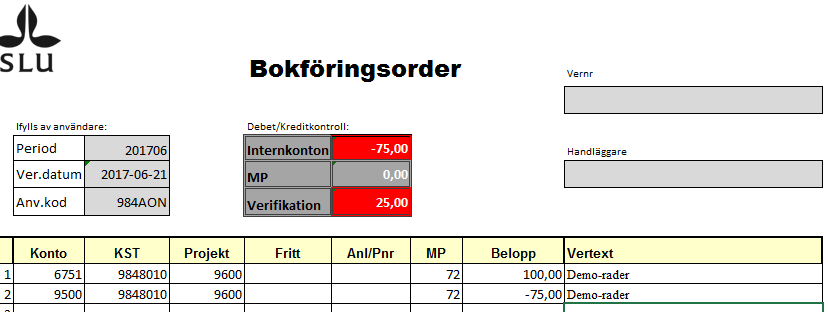 SLU
Bokföringsorder
Vernr
Ifylls av användare:
Debet/Kreditkontroll:
Period 201706
Internkonton -75,00
Handläggare
Ver.datum 2017-06-21
MP 0,00
Anv.kod 984AON
Verifikation 25,00
Konto KST Projekt Fritt Anl/Pnr MP Belopp Vertext
1 6751 9848010 9600 72 100,00 Demo-rader
2 9500 9848010 9600 72 -75,00 Demo-rader